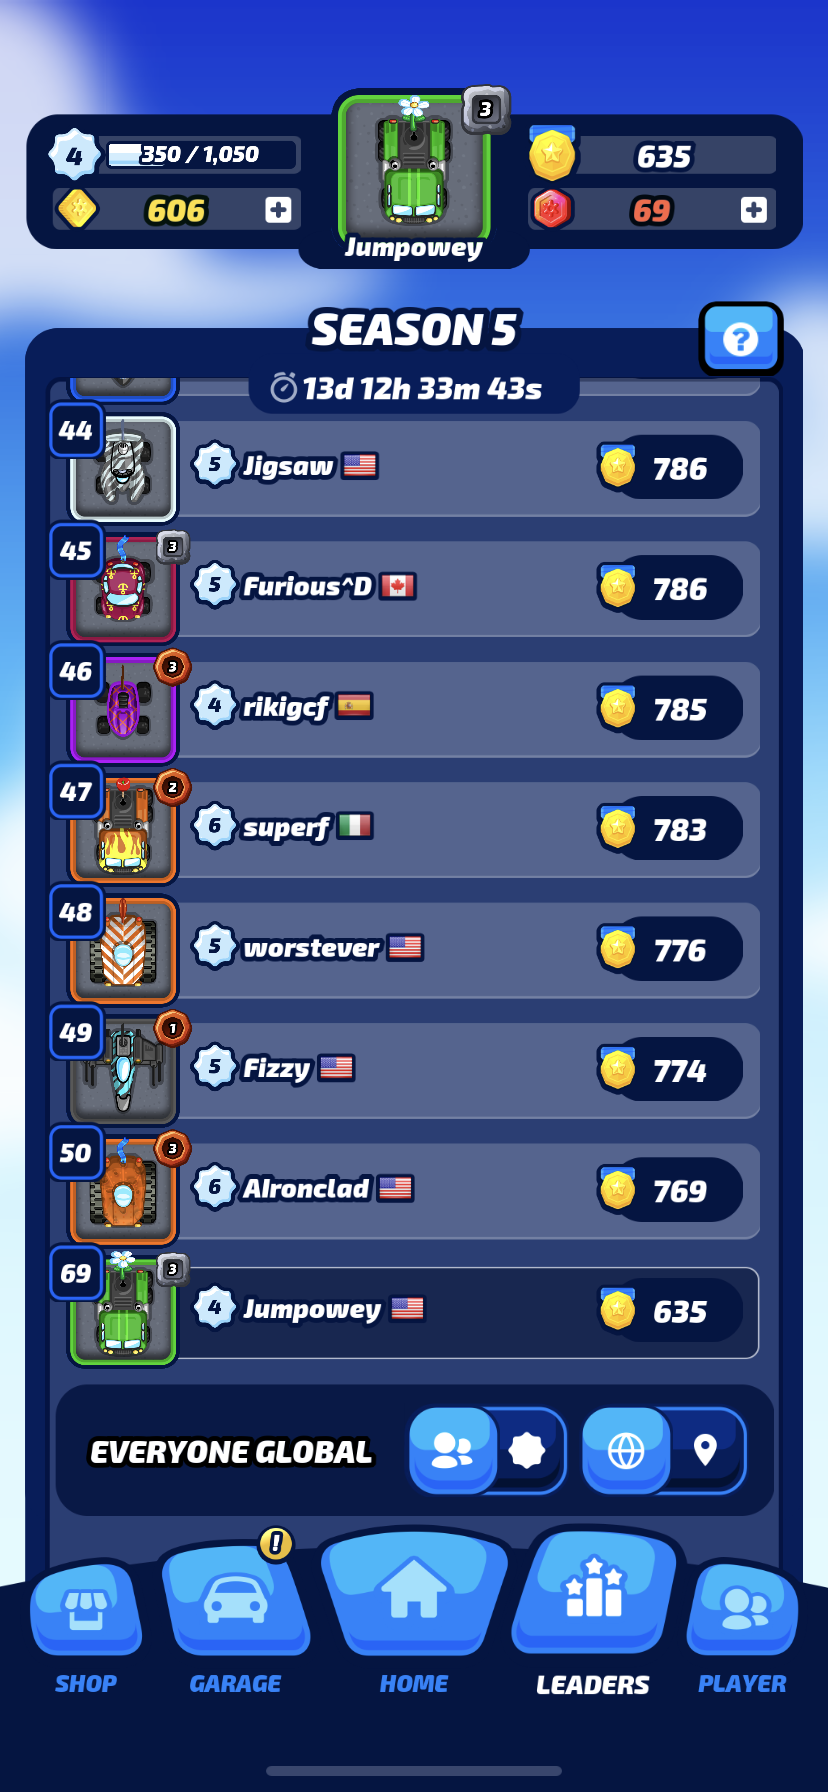 3
4
350 / 1,050
635
606
69
Jumpowey
SEASON 5
?
13d 12h 33m 43s
44
5 Jigsaw
786
45
3
5 Furious^D
786
46
3
4 rikigcf
785
47
2
6 superf
783
48
5 worstever
776
49
1
5 Fizzy
774
50
3
6 AIronclad
769
69
3
4 Jumpowey
635
EVERYONE GLOBAL
!
SHOP
GARAGE
HOME
LEADERS
PLAYER